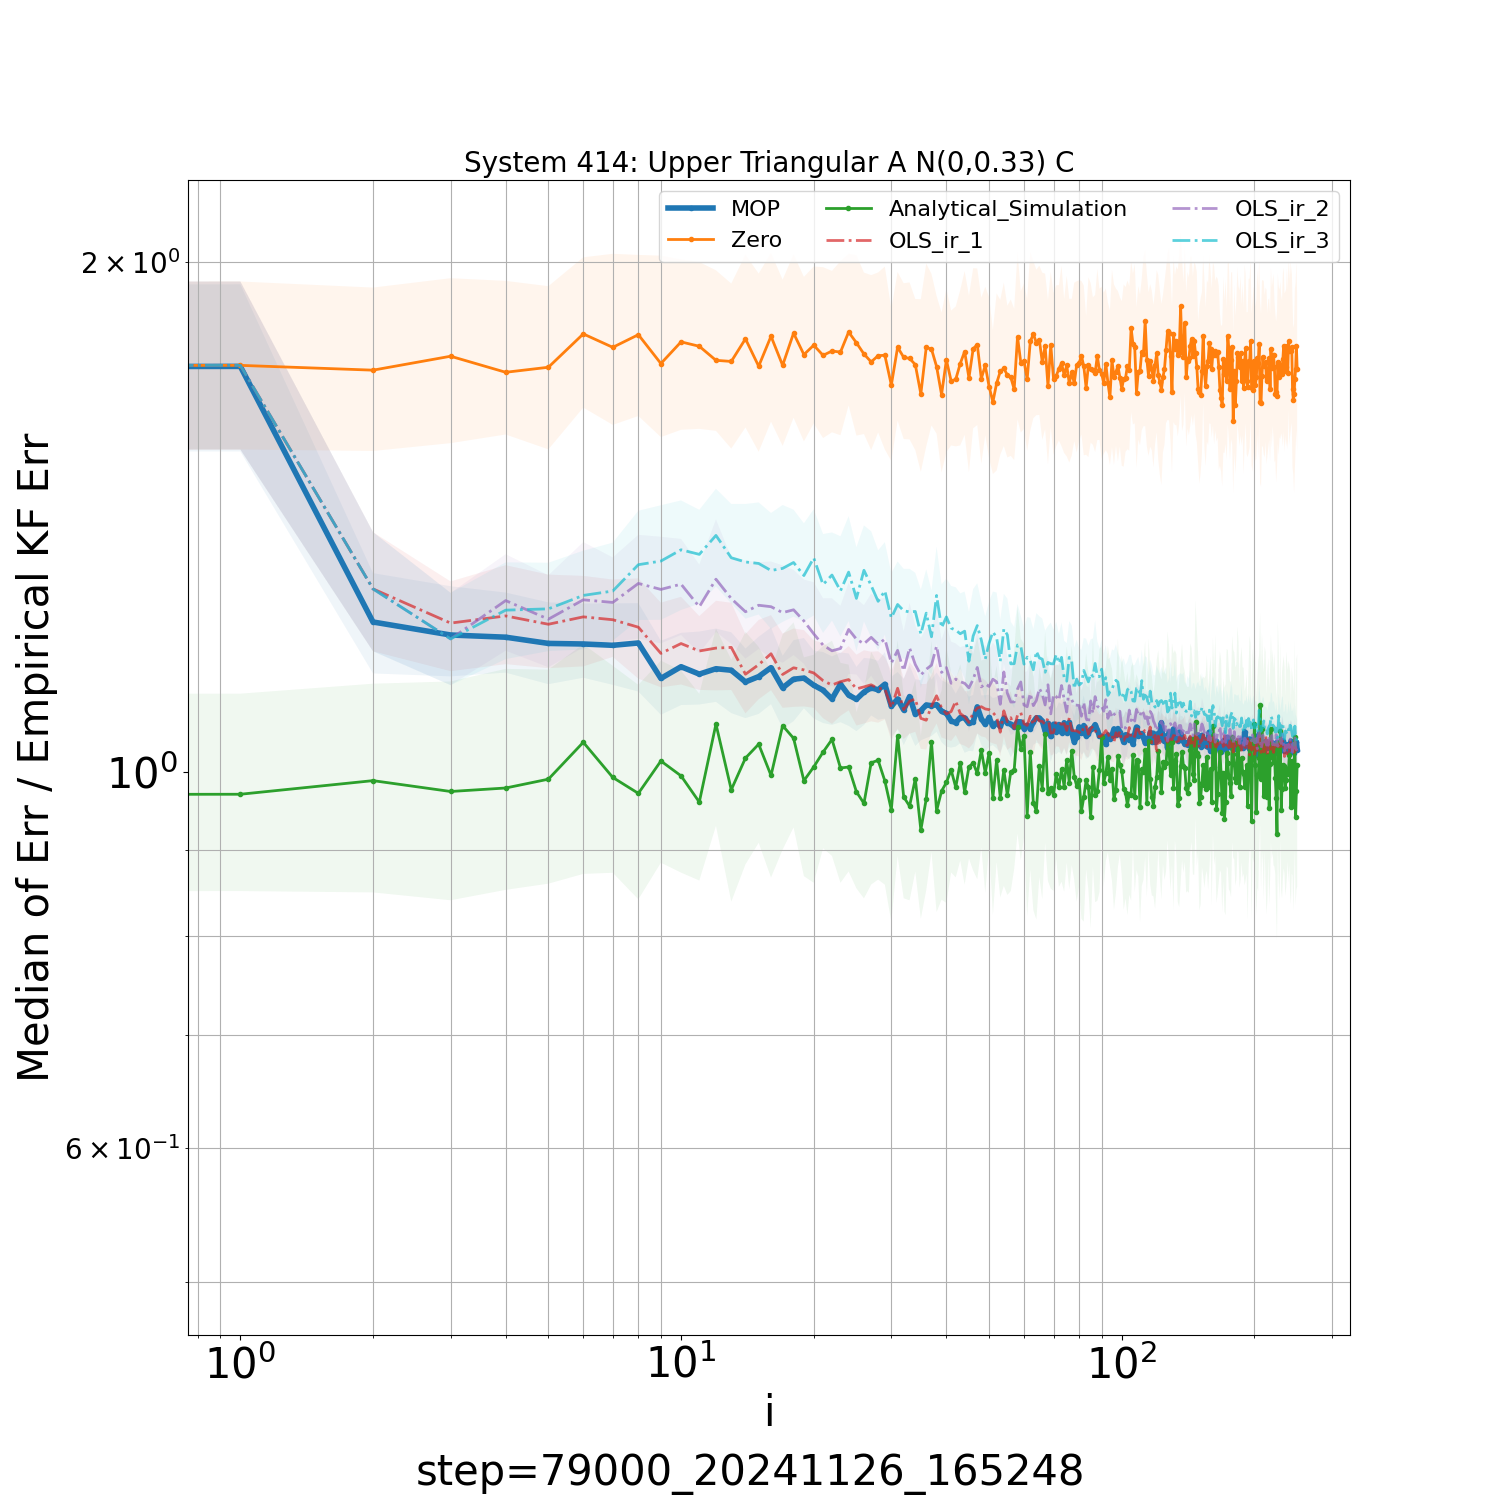 System 414: Upper Triangular A N(0,0.33) C
MOP
Zero
Analytical_Simulation
OLS_ir_1
OLS_ir_2
OLS_ir_3
Median of Err / Empirical KF Err
2 × 10⁰
10⁰
6 × 10⁻¹
10⁰ 10¹ 10²
i
step=79000_20241126_165248